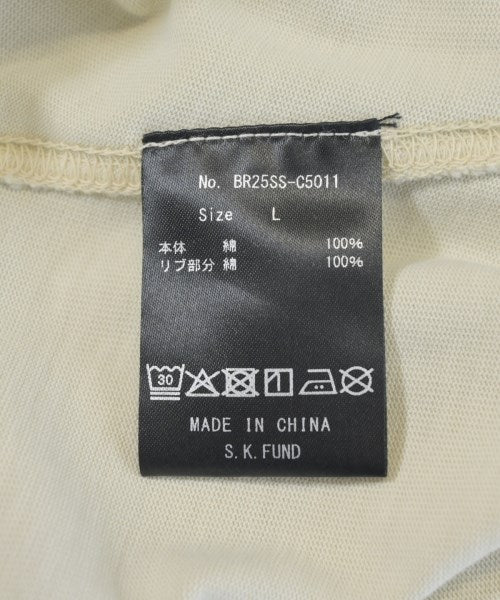 No. BR25SS-C5011
Size L
本体 綿 100%
リブ部分 綿 100%
30
MADE IN CHINA
S.K.FUND